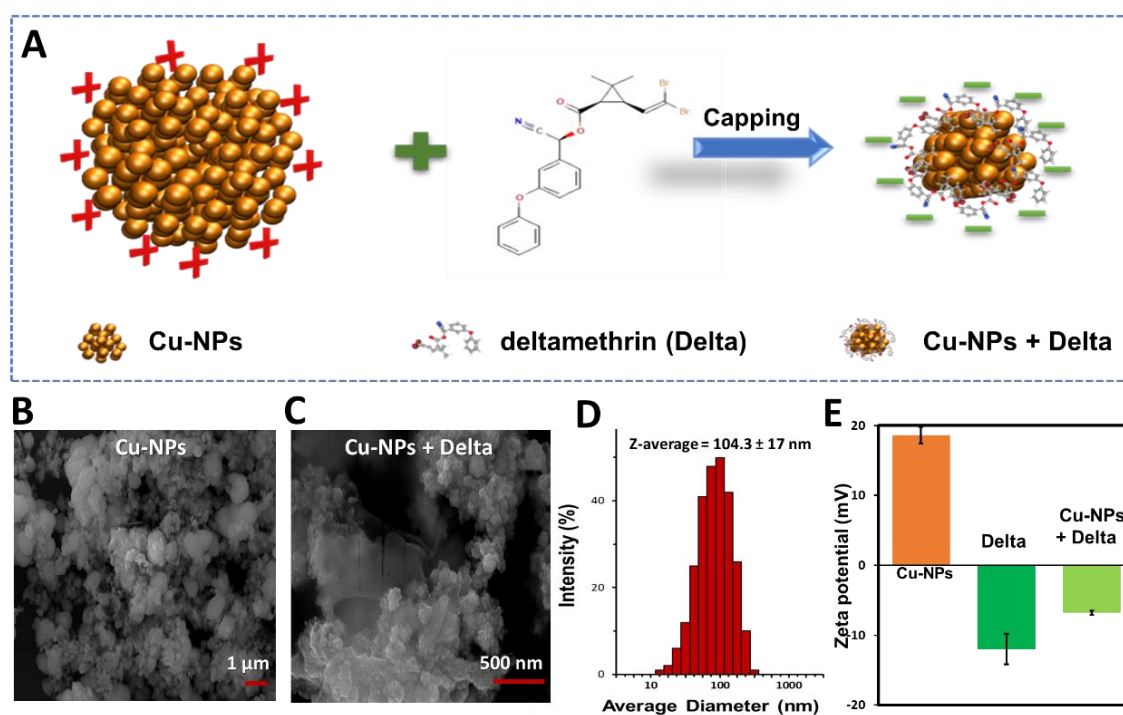 A
Br
Br
O
N
O
O
Capping
Cu-NPs
deltamethrin (Delta)
Cu-NPs + Delta
B
Cu-NPs
1 µm
C
Cu-NPs + Delta
500 nm
D
Z-average = 104.3 ± 17 nm
Intensity (%)
40
20
0
10
100
1000
Average Diameter (nm)
E
Zeta potential (mV)
20
10
0
-10
-20
Cu-NPs
Delta
Cu-NPs
+ Delta